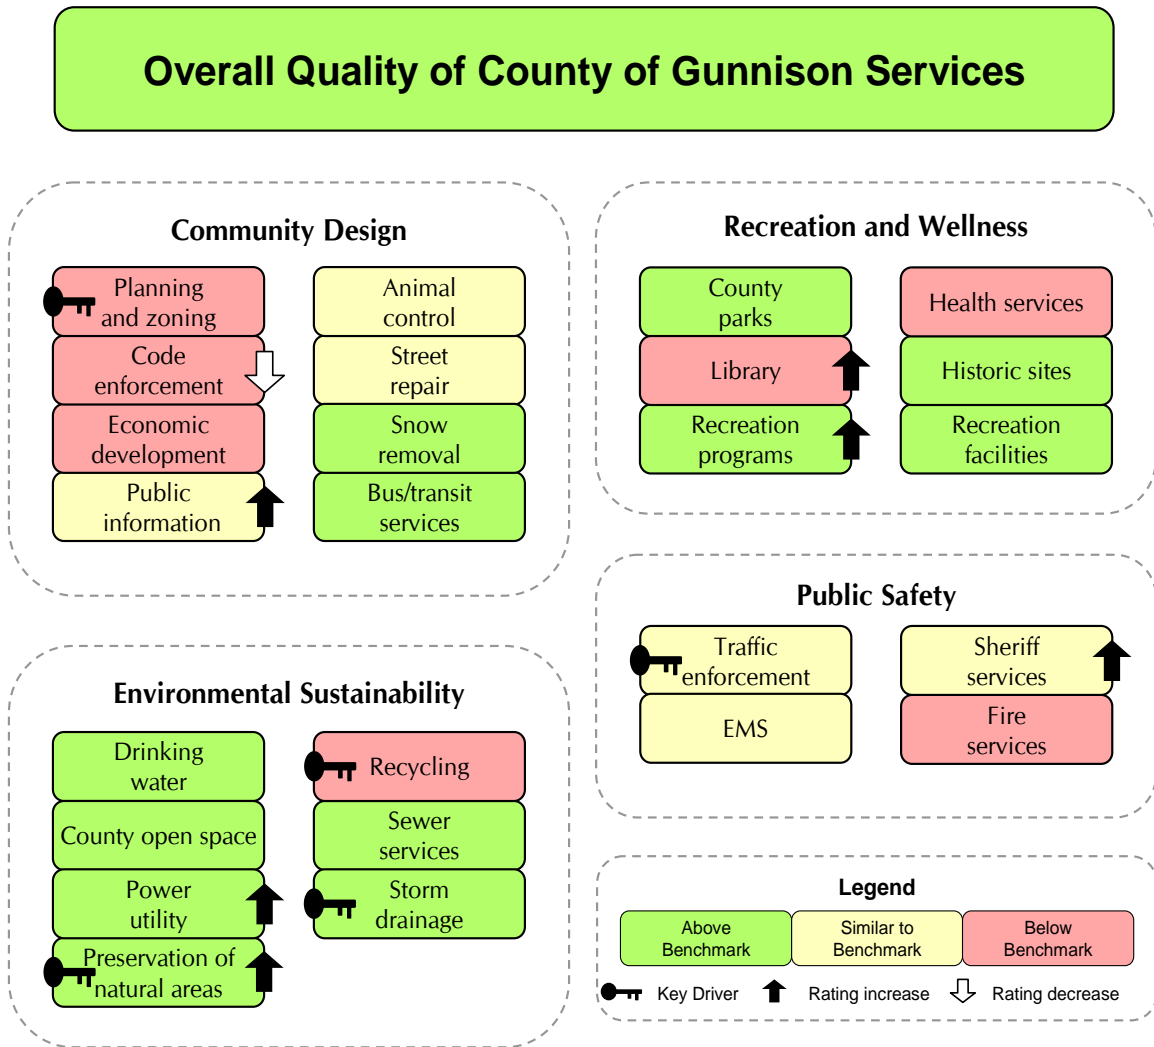 Overall Quality of County of Gunnison Services
Community Design
Planning
and zoning
Code
enforcement
Economic
development
Public
information
Animal
control
Street
repair
Snow
removal
Bus/transit
services
Recreation and Wellness
County
parks
Library
Recreation
programs
Health services
Historic sites
Recreation
facilities
Environmental Sustainability
Drinking
water
County open space
Power
utility
Preservation of
natural areas
Recycling
Sewer
services
Storm
drainage
Public Safety
Traffic
enforcement
EMS
Sheriff
services
Fire
services
Legend
Above
Benchmark
Similar to
Benchmark
Below
Benchmark
Key Driver
Rating increase
Rating decrease